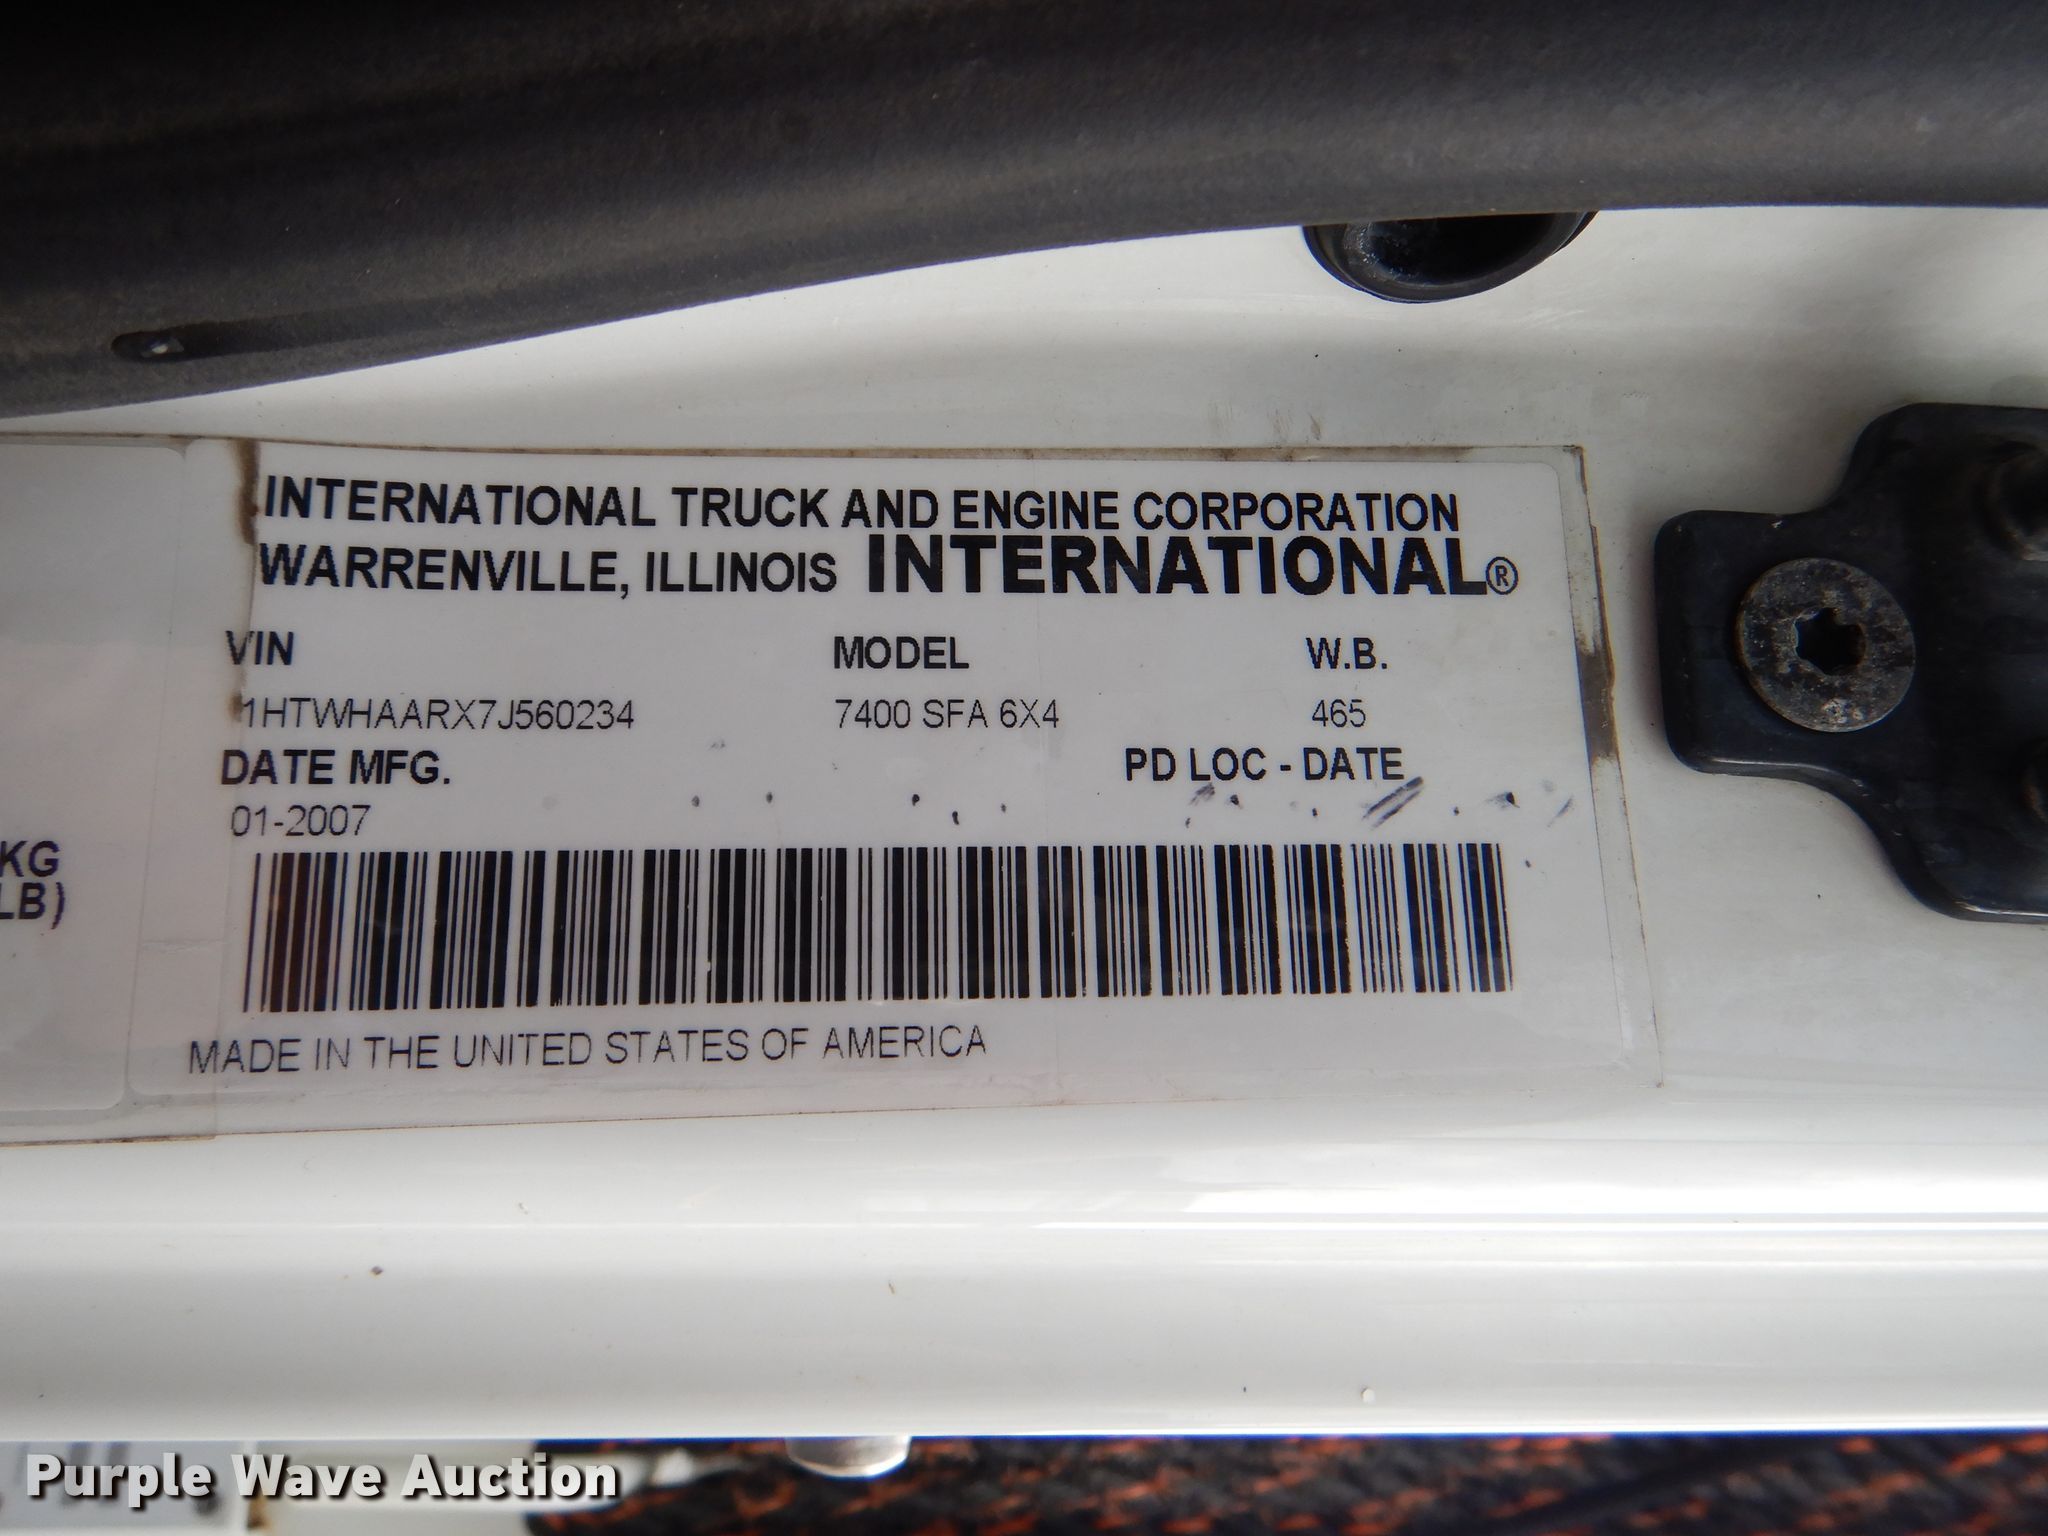 INTERNATIONAL TRUCK AND ENGINE CORPORATION
WARRENVILLE, ILLINOIS INTERNATIONAL®
VIN MODEL W.B.
1HTWHAARX7J560234 7400 SFA 6X4 465
DATE MFG. PD LOC - DATE
01-2007
KG
LB)
MADE IN THE UNITED STATES OF AMERICA
Purple Wave Auction